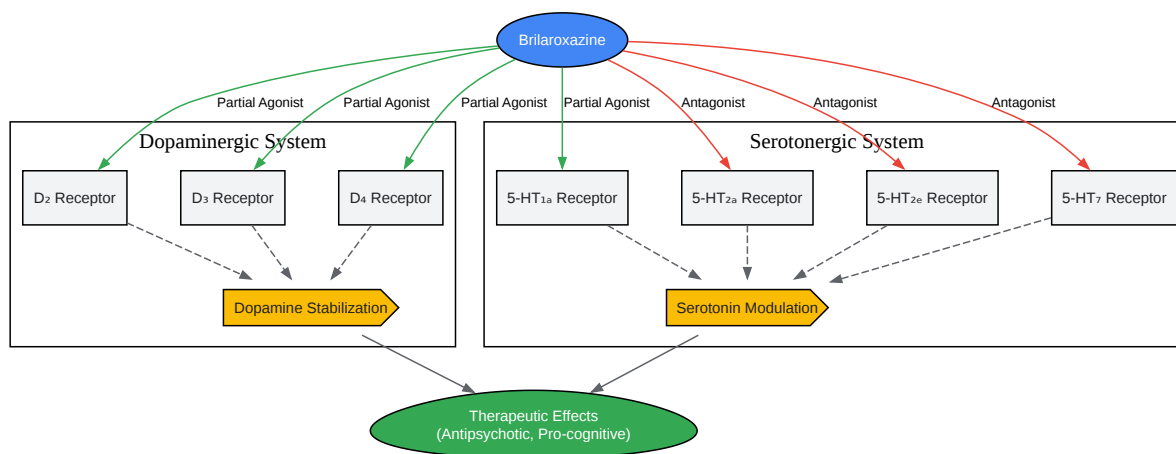 Brilaroxazine
Partial Agonist
Partial Agonist
Partial Agonist
Partial Agonist
Antagonist
Antagonist
Antagonist
Dopaminergic System
Serotonergic System
D₂ Receptor
D₃ Receptor
D₄ Receptor
5-HT₁ₐ Receptor
5-HT₂ₐ Receptor
5-HT₂ₑ Receptor
5-HT₇ Receptor
Dopamine Stabilization
Serotonin Modulation
Therapeutic Effects
(Antipsychotic, Pro-cognitive)